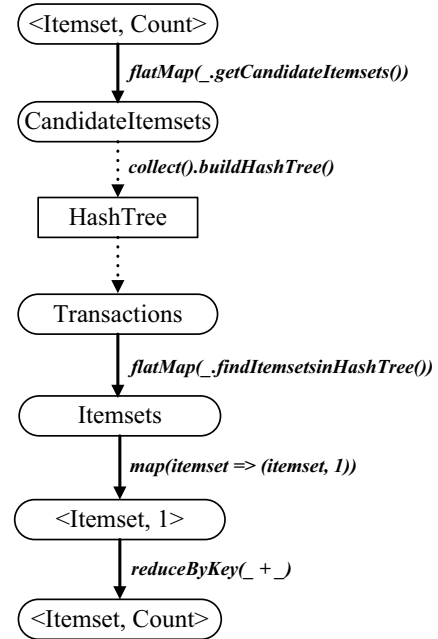 <Itemset, Count>
flatMap(_.getCandidateItemsets())
CandidateItemsets
collect().buildHashTree()
HashTree
Transactions
flatMap(_.findItemsetsinHashTree())
Itemsets
map(itemset => (itemset, 1))
<Itemset, 1>
reduceByKey(_ + _)
<Itemset, Count>